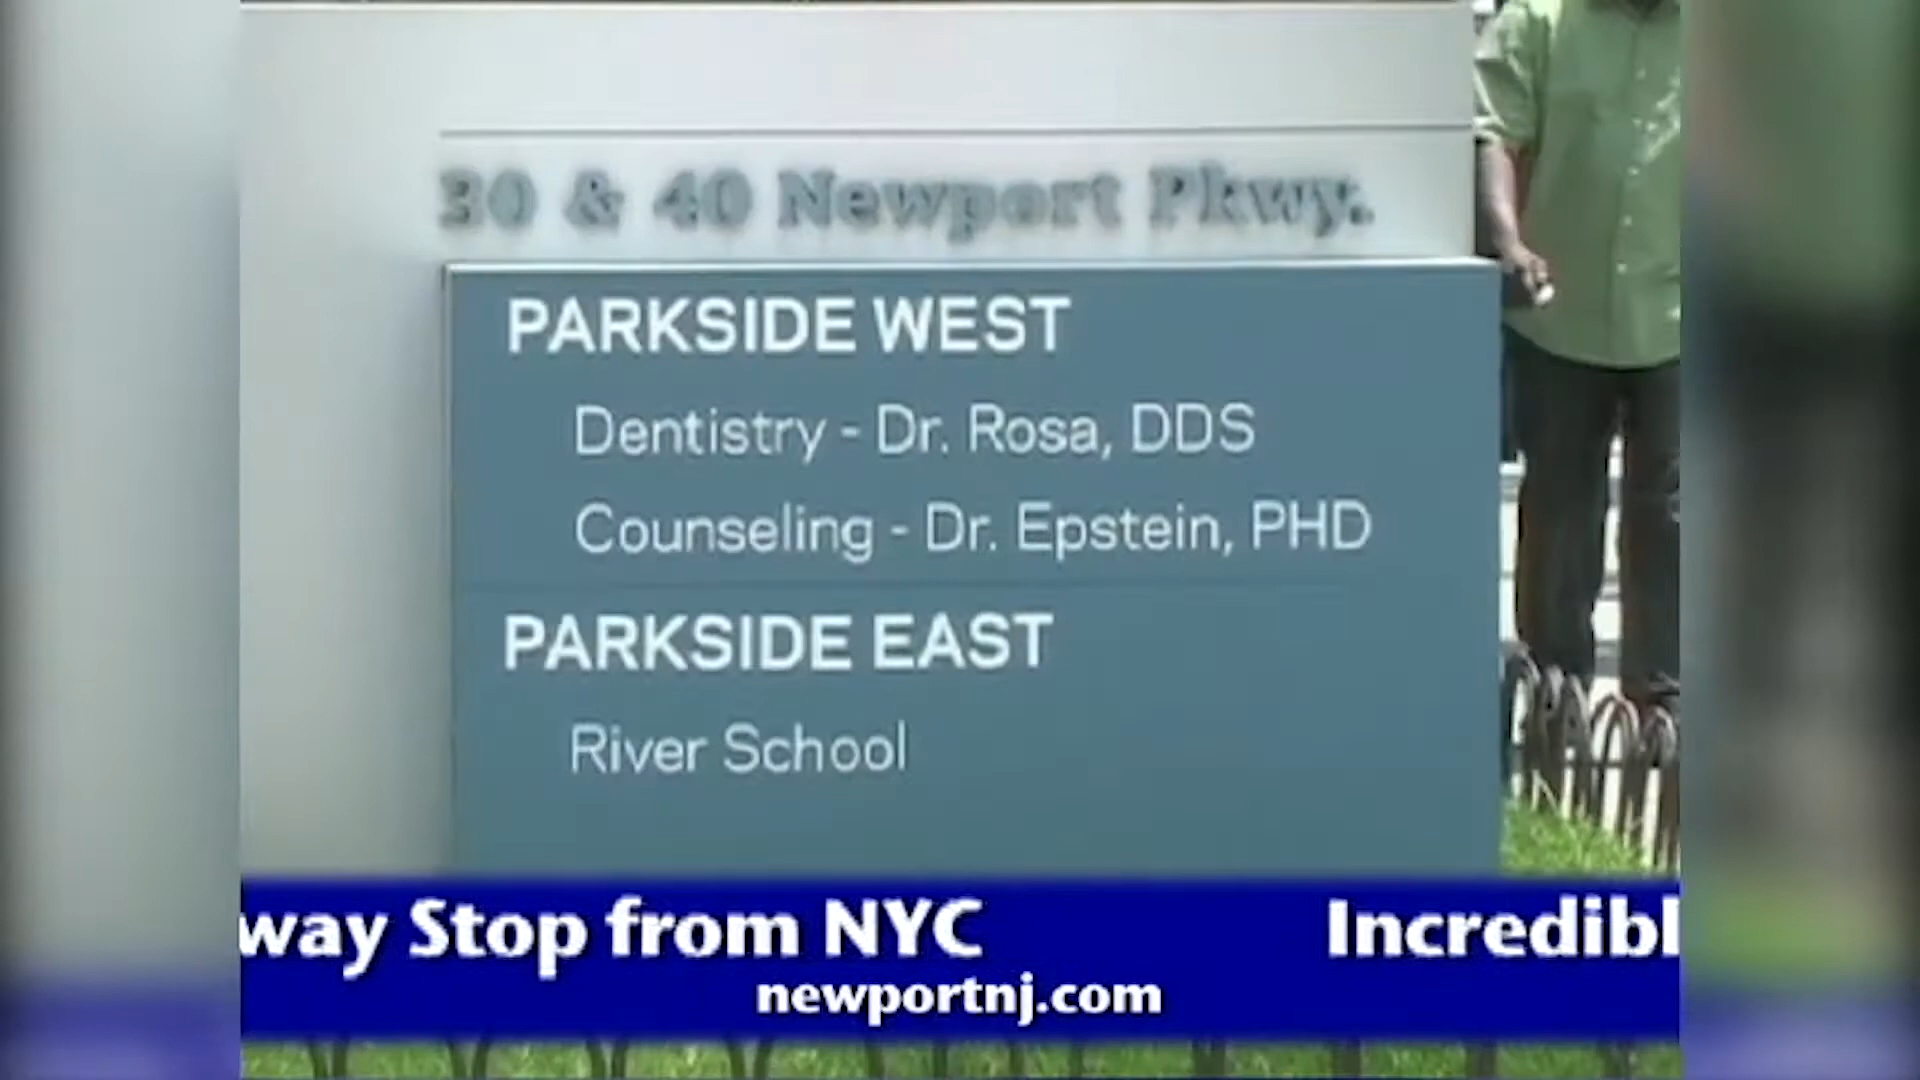 30 & 40 Newport Pkwy.
PARKSIDE WEST
Dentistry - Dr. Rosa, DDS
Counseling - Dr. Epstein, PHD
PARKSIDE EAST
River School
way Stop from NYC Incredibl
newportnj.com